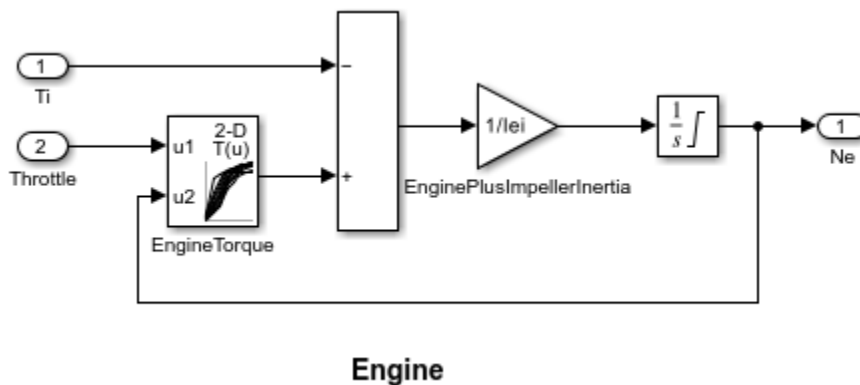 1
Ti
2
Throttle
u1
u2
2-D
T(u)
EngineTorque
−
+
1/Iei
EnginePlusImpellerInertia
1
s
1
Ne
Engine